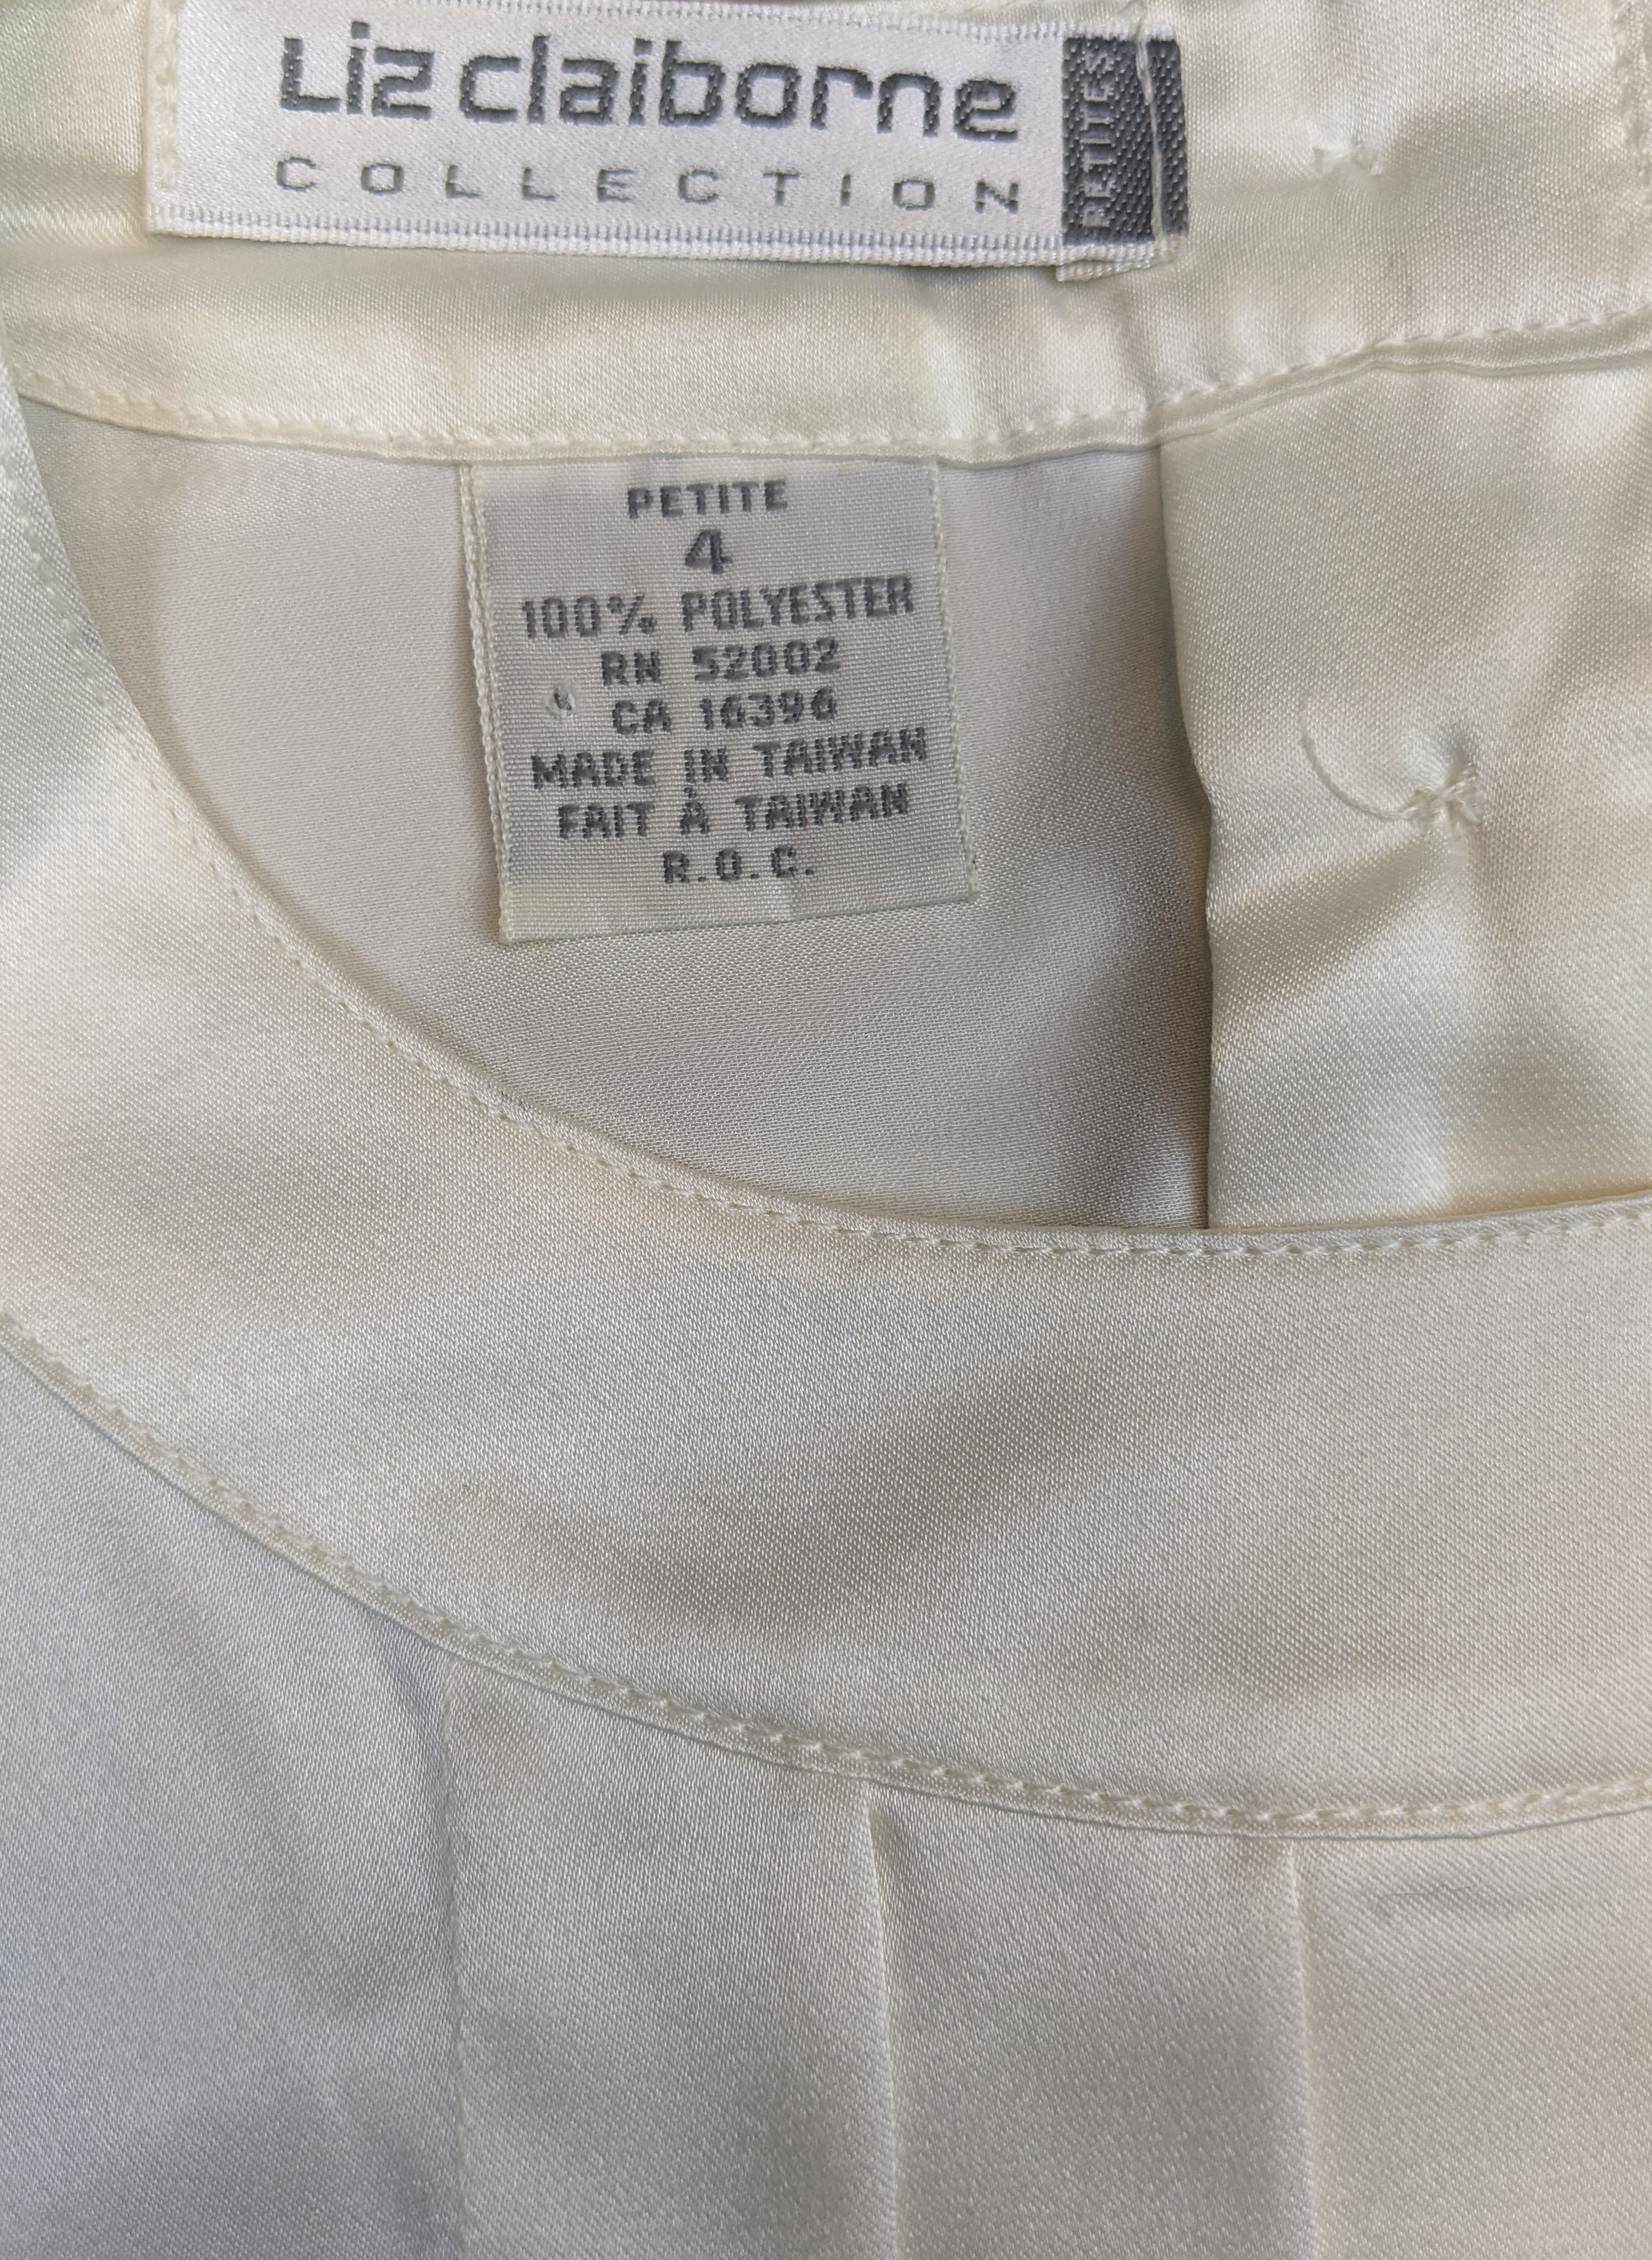 Liz claiborne
COLLECTION
PETITES
PETITE
4
100% POLYESTER
RN 52002
CA 16396
MADE IN TAIWAN
FAIT À TAIWAN
R.O.C.